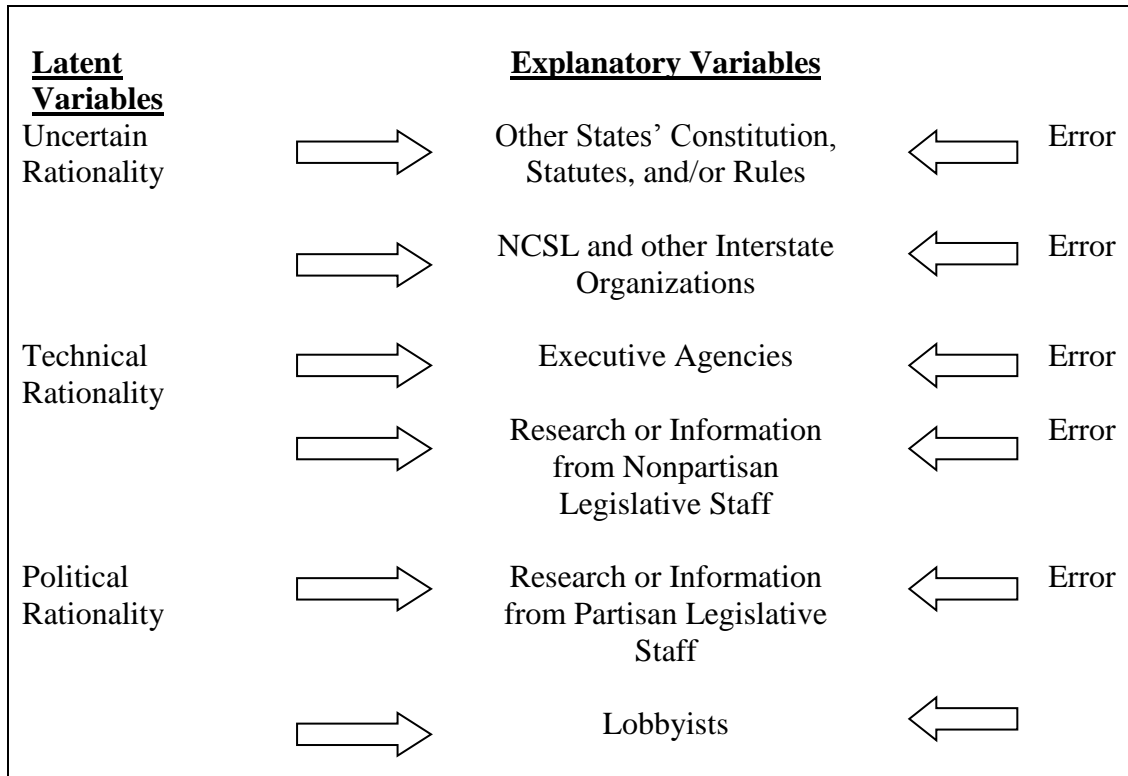 Latent
Variables
Explanatory Variables
Uncertain
Rationality
Other States’ Constitution,
Statutes, and/or Rules
Error
NCSL and other Interstate
Organizations
Error
Technical
Rationality
Executive Agencies
Error
Research or Information
from Nonpartisan
Legislative Staff
Error
Political
Rationality
Research or Information
from Partisan Legislative
Staff
Error
Lobbyists